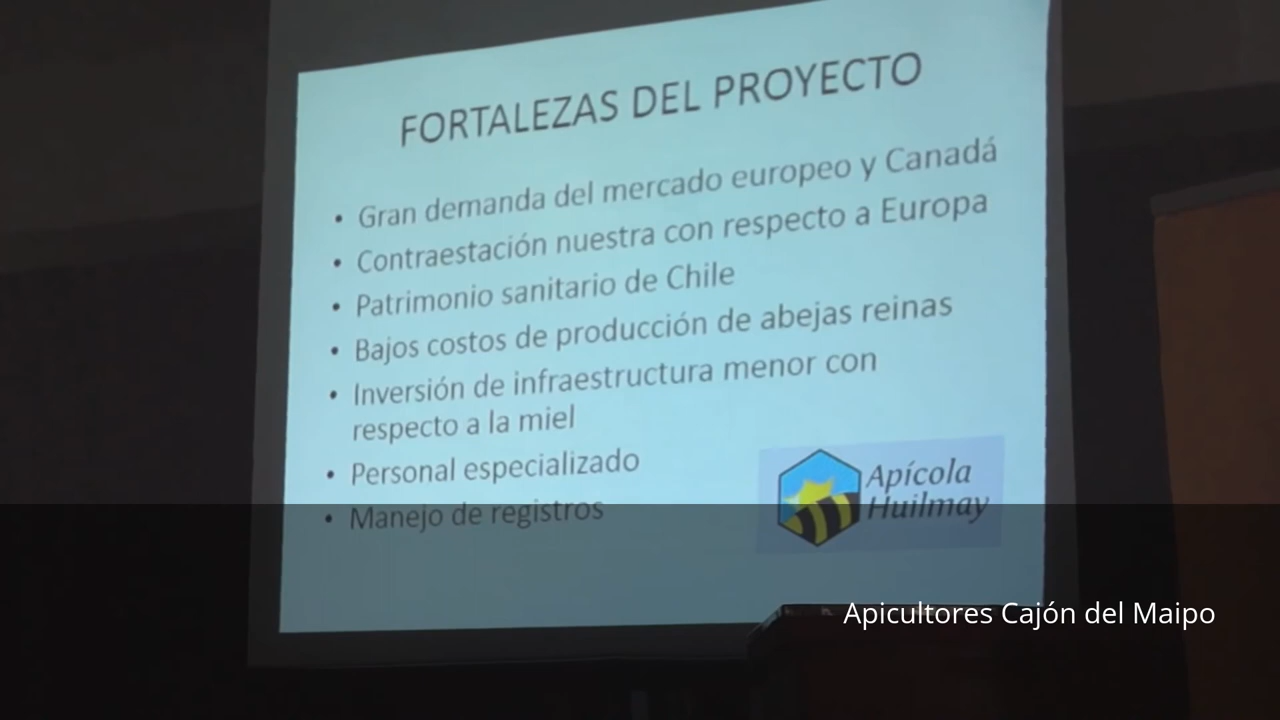 FORTALEZAS DEL PROYECTO
• Gran demanda del mercado europeo y Canadá
• Contraestación nuestra con respecto a Europa
• Patrimonio sanitario de Chile
• Bajos costos de producción de abejas reinas
• Inversión de infraestructura menor con
respecto a la miel
• Personal especializado
• Manejo de registros
Apícola
Huilmay
Apicultores Cajón del Maipo